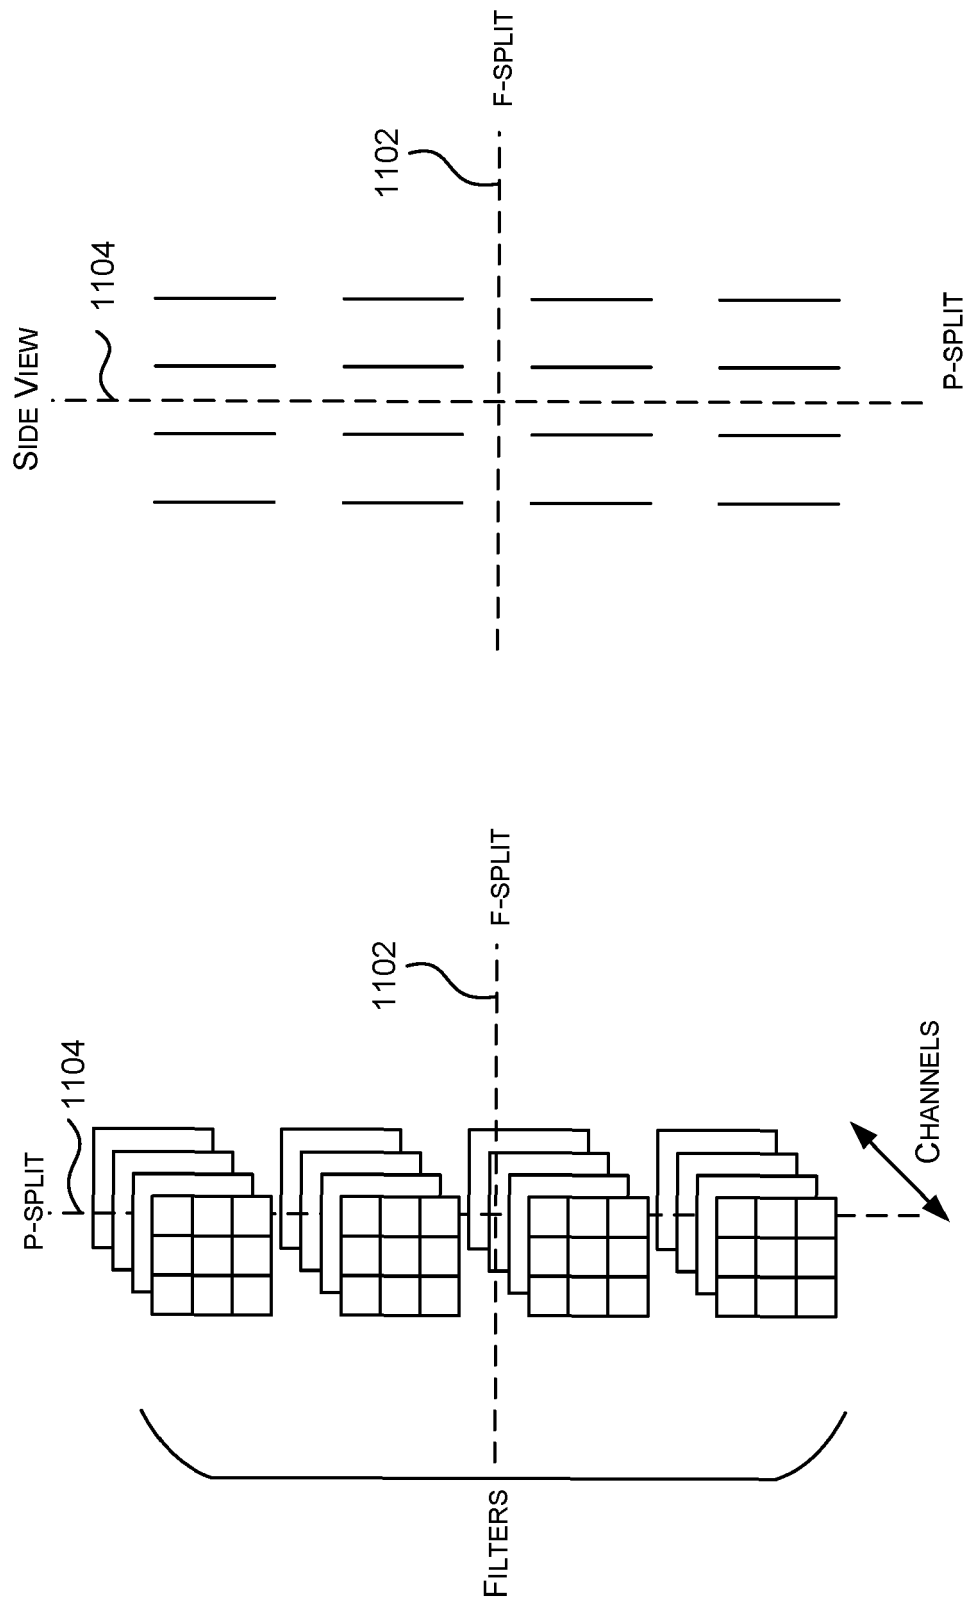 P-SPLIT
1104
FILTERS
1102
F-SPLIT
CHANNELS
SIDE VIEW
1104
1102
F-SPLIT
P-SPLIT